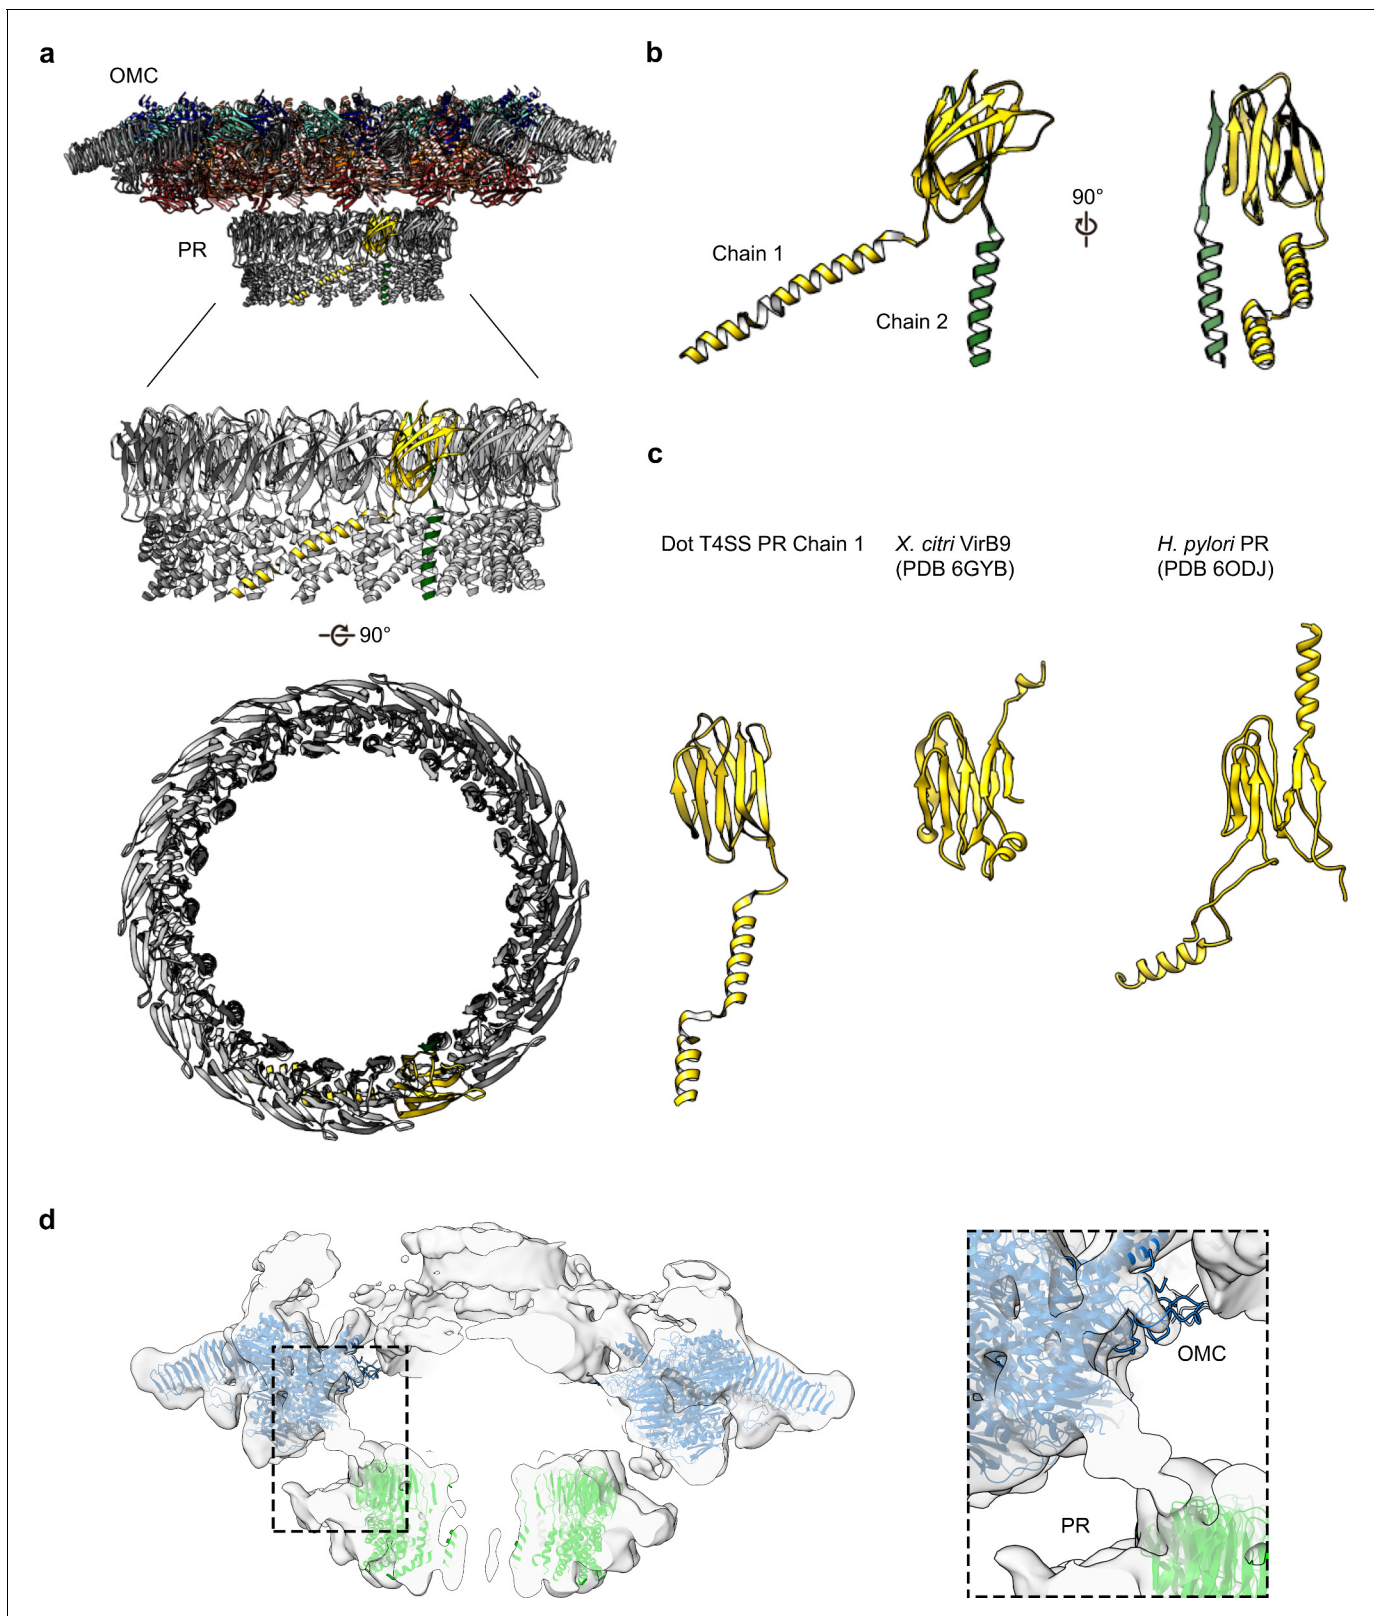 a
OMC
PR
90°
b
Chain 1
Chain 2
90°
c
Dot T4SS PR Chain 1
X. citri VirB9
(PDB 6GYB)
H. pylori PR
(PDB 6ODJ)
d
OMC
PR